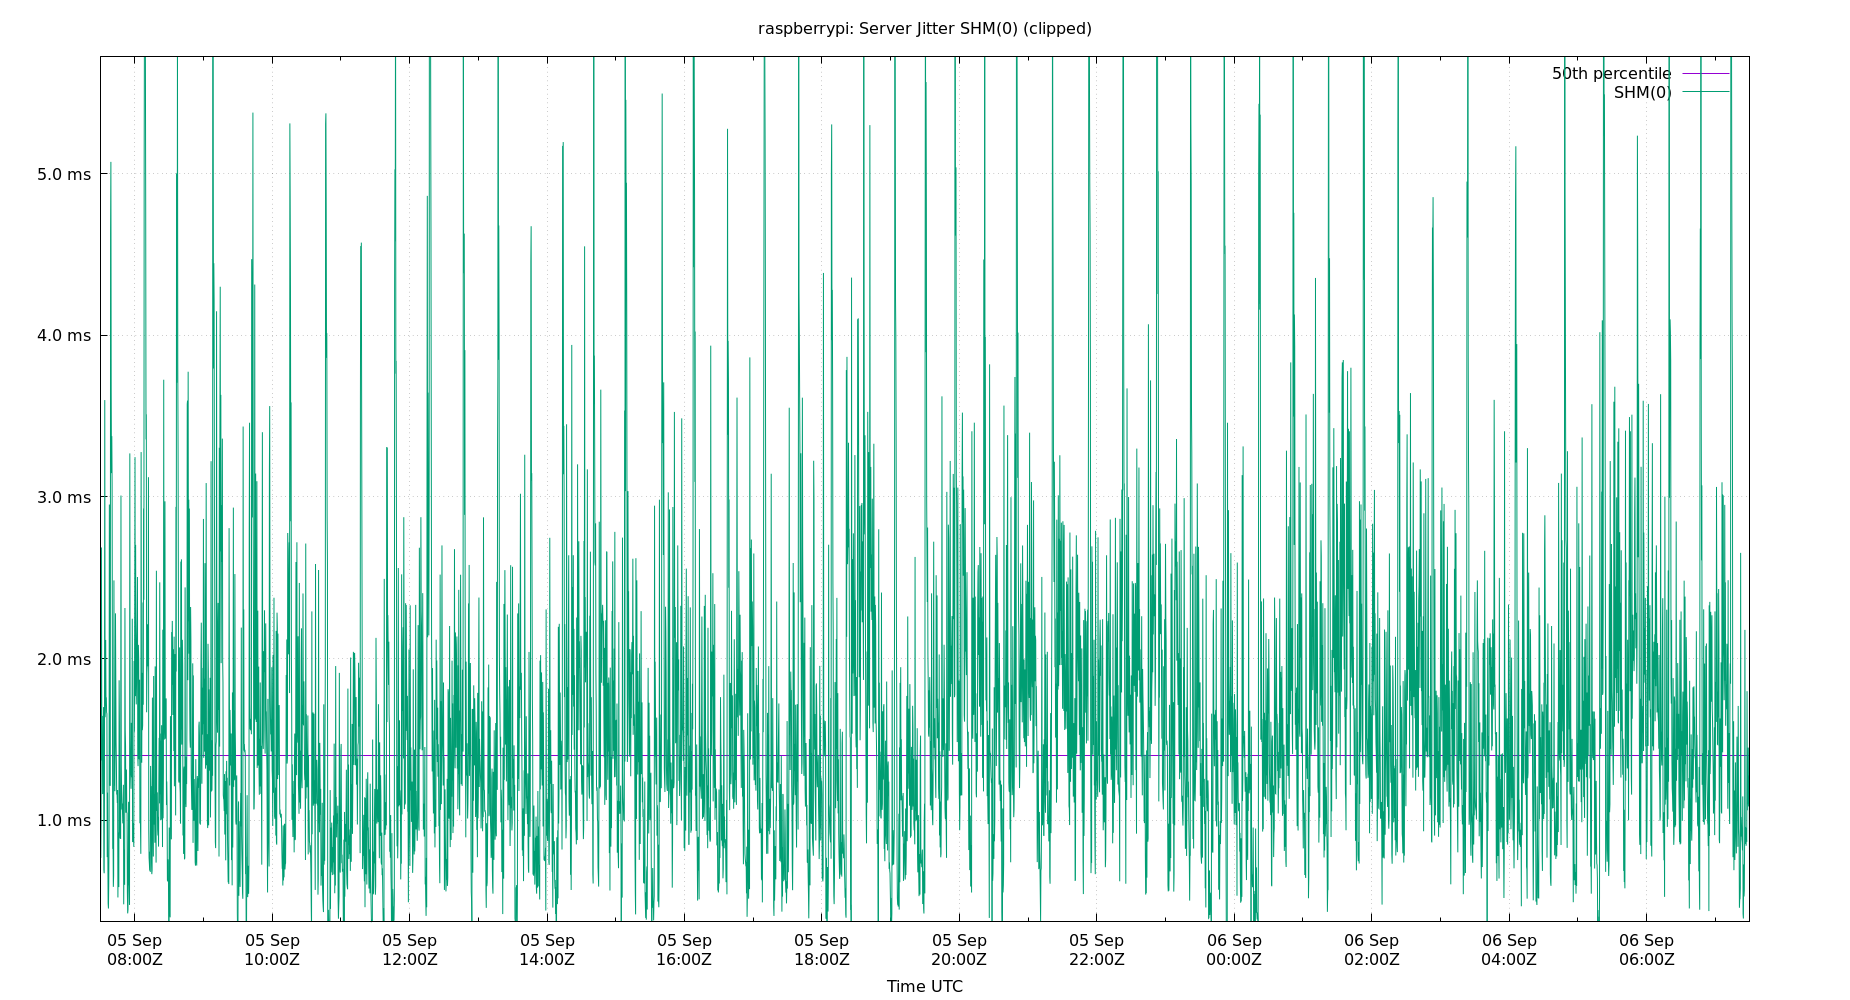 raspberrypi: Server Jitter SHM(0) (clipped)
50th percentile
SHM(0)
5.0 ms
4.0 ms
3.0 ms
2.0 ms
1.0 ms
05 Sep 05 Sep 05 Sep 05 Sep 05 Sep 05 Sep 05 Sep 05 Sep 06 Sep 06 Sep 06 Sep 06 Sep
08:00Z 10:00Z 12:00Z 14:00Z 16:00Z 18:00Z 20:00Z 22:00Z 00:00Z 02:00Z 04:00Z 06:00Z
Time UTC